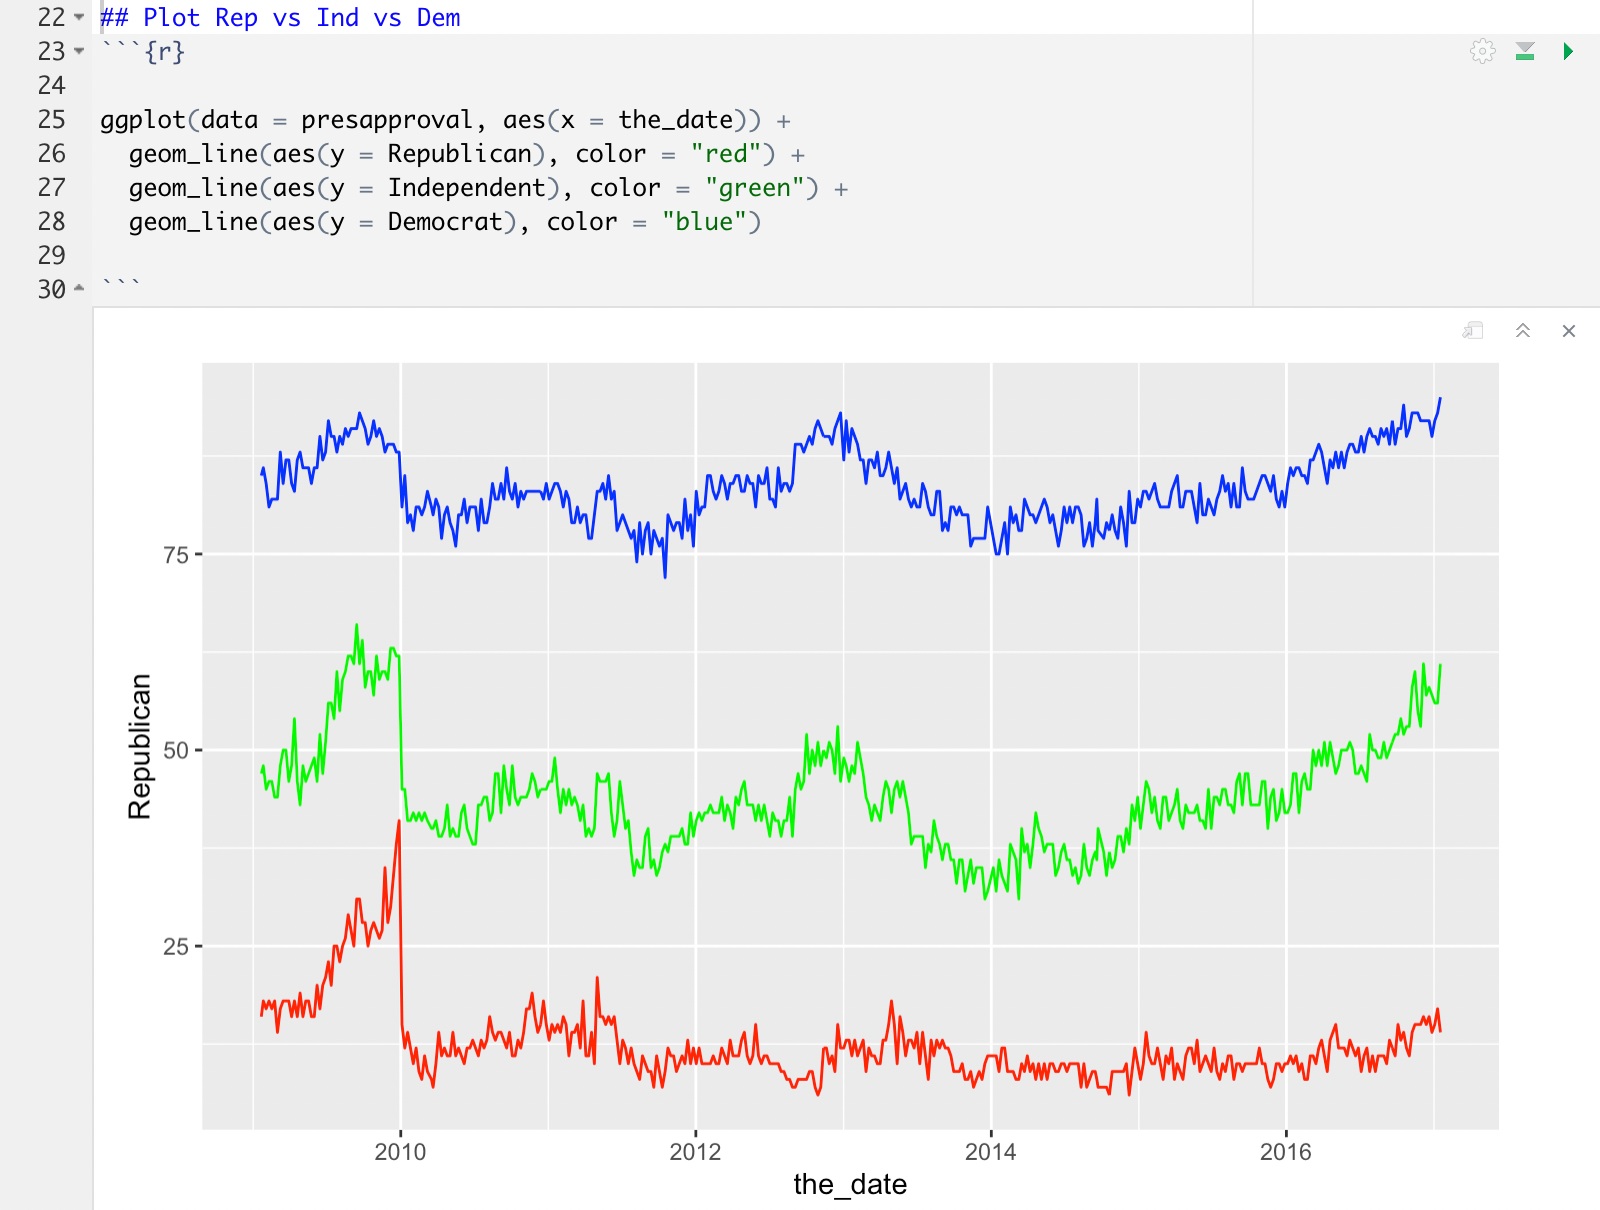 22 ## Plot Rep vs Ind vs Dem
23 ```{r}
24
25 ggplot(data = presapproval, aes(x = the_date)) +
26   geom_line(aes(y = Republican), color = "red") +
27   geom_line(aes(y = Independent), color = "green") +
28   geom_line(aes(y = Democrat), color = "blue")
29
30 ```
75
50
25
Republican
2010 2012 2014 2016
the_date